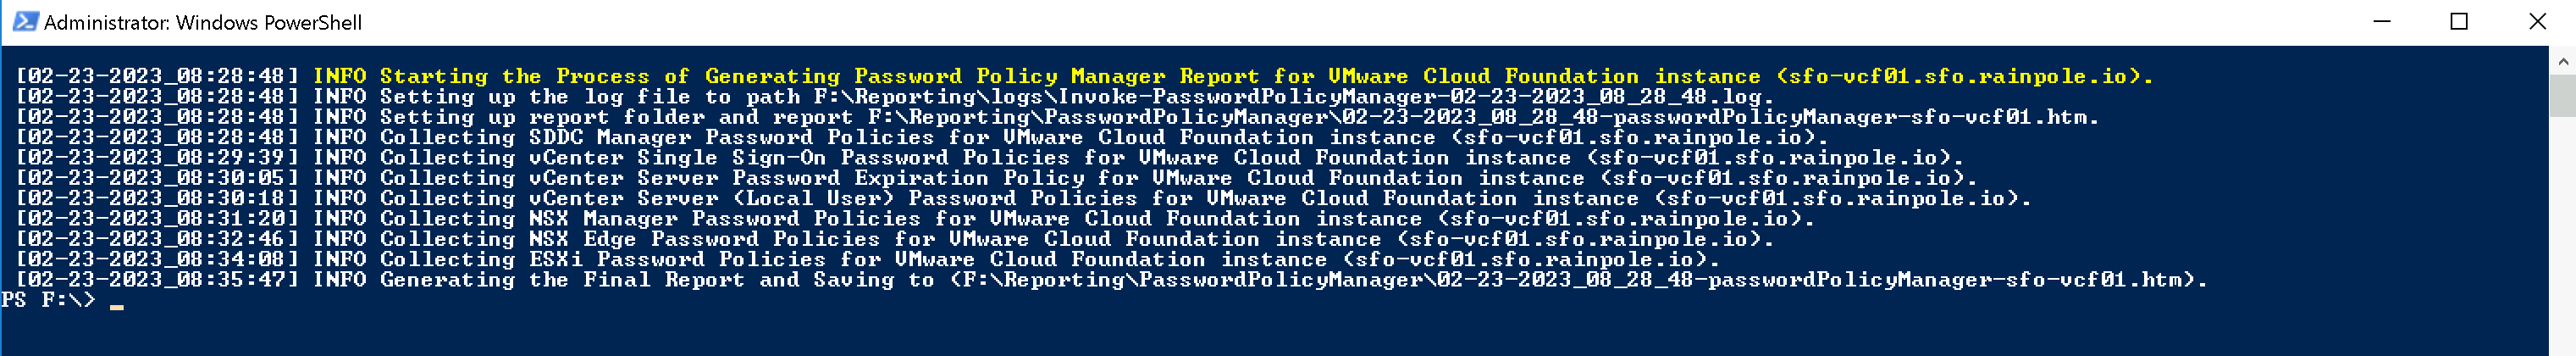 Administrator: Windows PowerShell
[02-23-2023_08:28:48] INFO Starting the Process of Generating Password Policy Manager Report for VMware Cloud Foundation instance (sfo-vcf01.sfo.rainpole.io).
[02-23-2023_08:28:48] INFO Setting up the log file to path F:\Reporting\logs\Invoke-PasswordPolicyManager-02-23-2023_08_28_48.log.
[02-23-2023_08:28:48] INFO Setting up report folder and report F:\Reporting\PasswordPolicyManager\02-23-2023_08_28_48-passwordPolicyManager-sfo-vcf01.htm.
[02-23-2023_08:28:48] INFO Collecting SDDC Manager Password Policies for VMware Cloud Foundation instance (sfo-vcf01.sfo.rainpole.io).
[02-23-2023_08:29:39] INFO Collecting vCenter Single Sign-On Password Policies for VMware Cloud Foundation instance (sfo-vcf01.sfo.rainpole.io).
[02-23-2023_08:30:05] INFO Collecting vCenter Server Password Expiration Policy for VMware Cloud Foundation instance (sfo-vcf01.sfo.rainpole.io).
[02-23-2023_08:30:18] INFO Collecting vCenter Server (Local User) Password Policies for VMware Cloud Foundation instance (sfo-vcf01.sfo.rainpole.io).
[02-23-2023_08:31:20] INFO Collecting NSX Manager Password Policies for VMware Cloud Foundation instance (sfo-vcf01.sfo.rainpole.io).
[02-23-2023_08:32:46] INFO Collecting NSX Edge Password Policies for VMware Cloud Foundation instance (sfo-vcf01.sfo.rainpole.io).
[02-23-2023_08:34:08] INFO Collecting ESXi Password Policies for VMware Cloud Foundation instance (sfo-vcf01.sfo.rainpole.io).
[02-23-2023_08:35:47] INFO Generating the Final Report and Saving to (F:\Reporting\PasswordPolicyManager\02-23-2023_08_28_48-passwordPolicyManager-sfo-vcf01.htm).
PS F:\> _